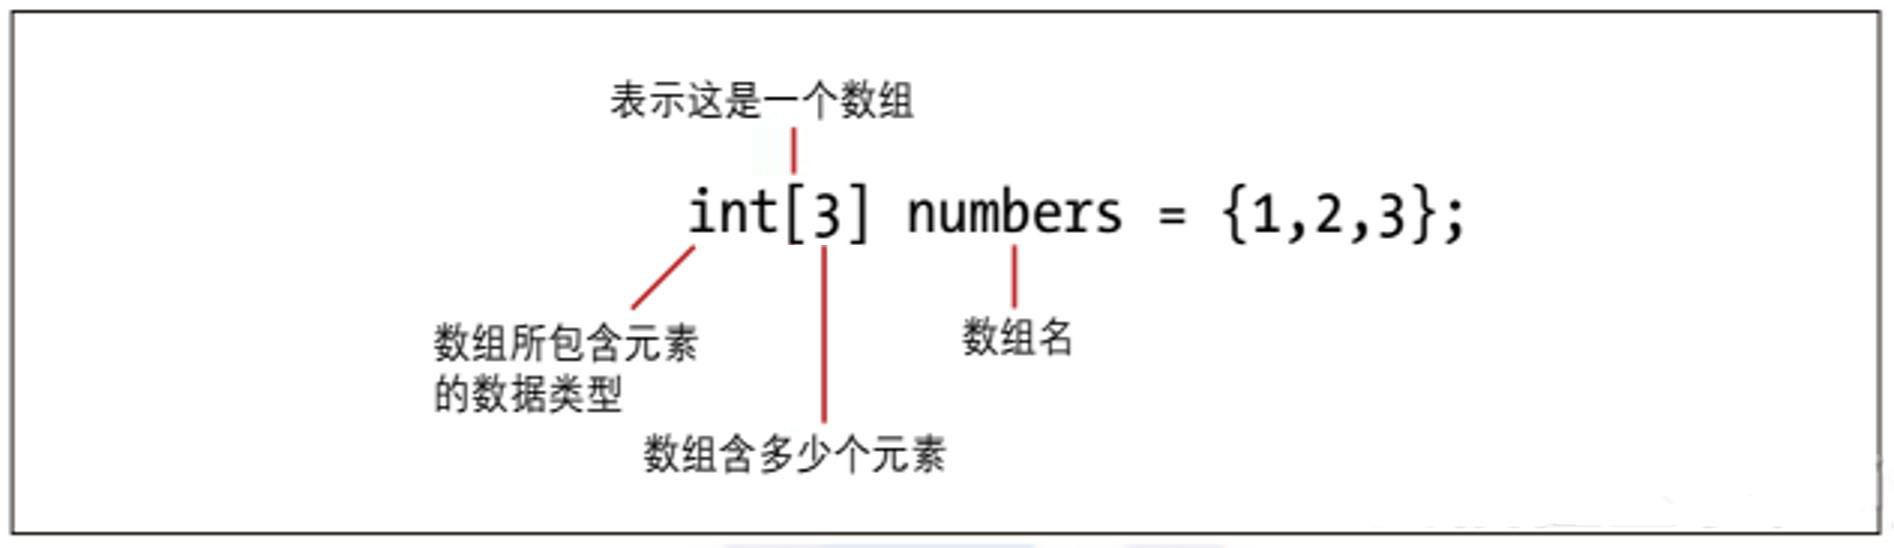 表示这是一个数组
int[3] numbers = {1,2,3};
数组所包含元素
的数据类型
数组名
数组含多少个元素